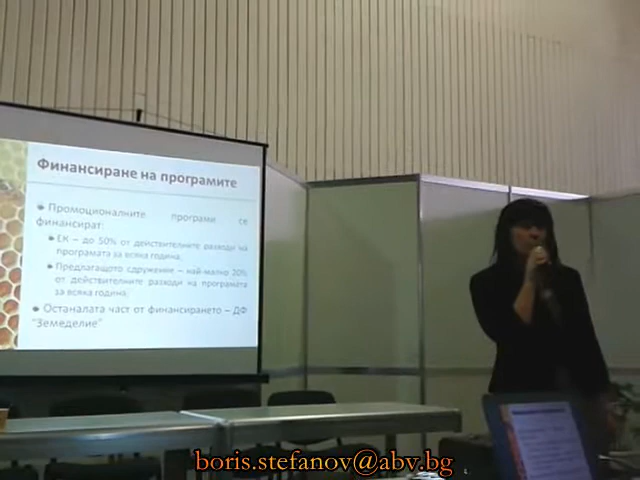 Финансиране на програмите
Промоционалните програми се
финансират:
ЕК – до 50% от действителните разходи на
програмата за всяка година;
Предлагащото сдружение – най-малко 20%
от действителните разходи на програмата
за всяка година;
Останалата част от финансирането – ДФ
"Земеделие"
boris.stefanov@abv.bg